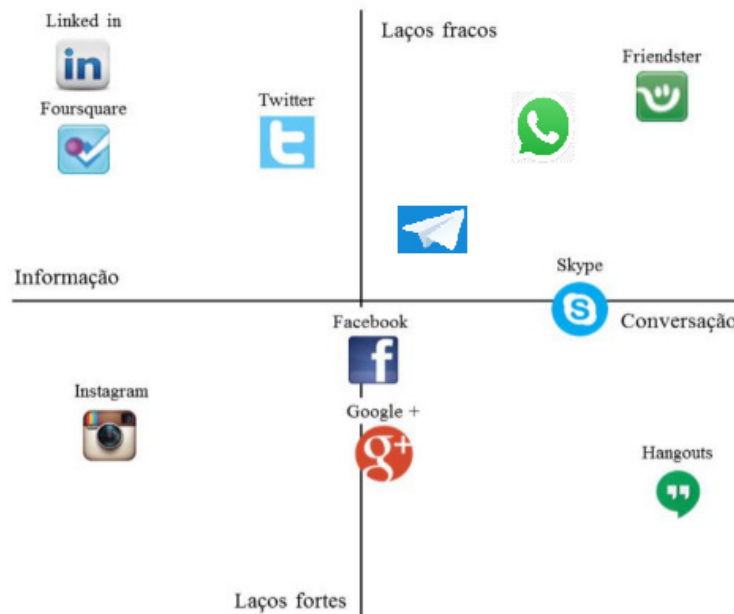 Linked in
Laços fracos
Friendster
Foursquare
Twitter
Skype
Informação
Conversação
Facebook
Instagram
Google +
Hangouts
Laços fortes